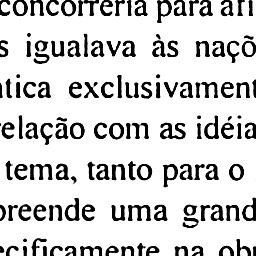 concorreria para afi
s igualava às naçõ
ática exclusivament
relação com as idéia
tema, tanto para o
preende uma grand
ecificamente na obr